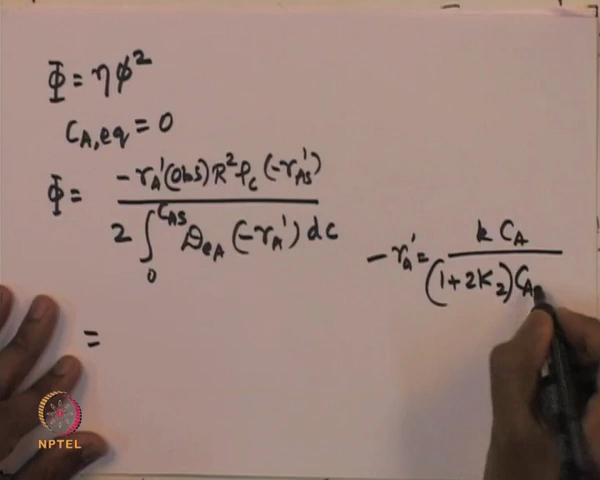 Φ = ηϕ²
C_A,eq = 0
Φ = -r_A'(obs) R² ρ_c (-r_AS') / 2 ∫_0^{C_AS} D_eA (-r_A') dC
-r_A' = k C_A / (1+2K_2) C_A
=
NPTEL